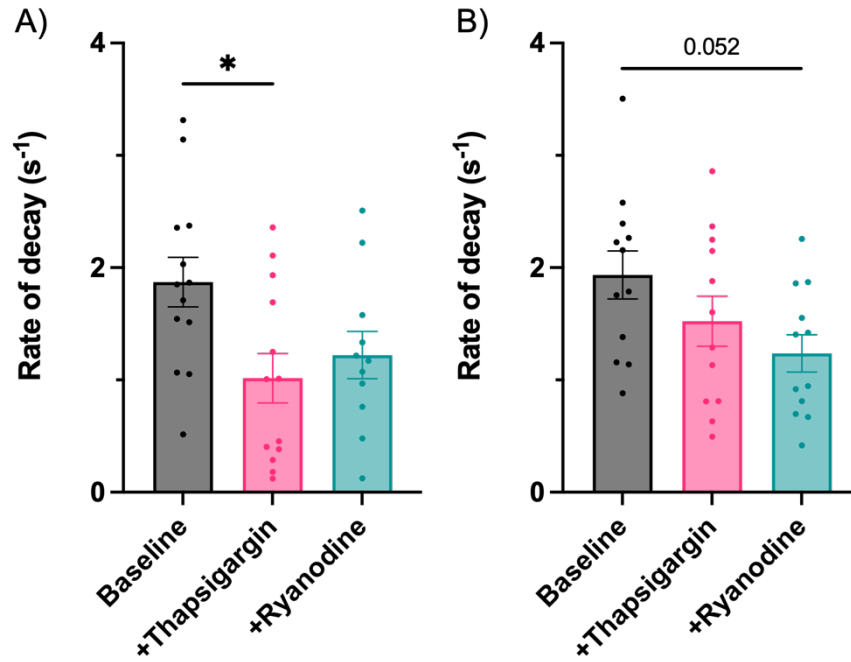 A)
Rate of decay (s⁻¹)
4
2
0
*
Baseline
+Thapsigargin
+Ryanodine
B)
Rate of decay (s⁻¹)
4
2
0
0.052
Baseline
+Thapsigargin
+Ryanodine